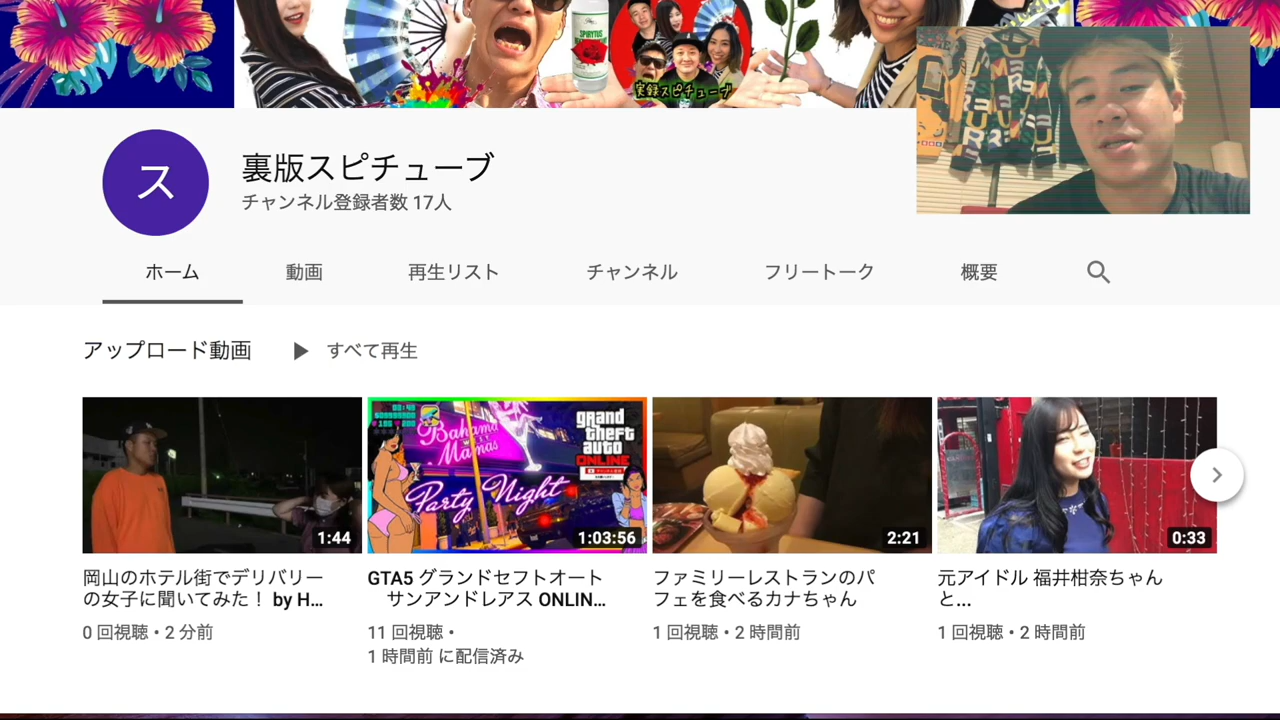 SPIRYTUS
実録スピチューブ
ス
裏版スピチューブ
チャンネル登録者数 17人
ホーム 動画 再生リスト チャンネル フリートーク 概要
アップロード動画 すべて再生
1:44
Bahama
Mamas
Party Night
grand
theft
auto
ONLINE
1:03:56
2:21
0:33
岡山のホテル街でデリバリー
の女子に聞いてみた！ by H...
0 回視聴・2 分前
GTA5 グランドセフトオート
サンアンドレアス ONLIN...
11 回視聴・
1 時間前 に配信済み
ファミリーレストランのパ
フェを食べるカナちゃん
1 回視聴・2 時間前
元アイドル 福井柑奈ちゃん
と...
1 回視聴・2 時間前